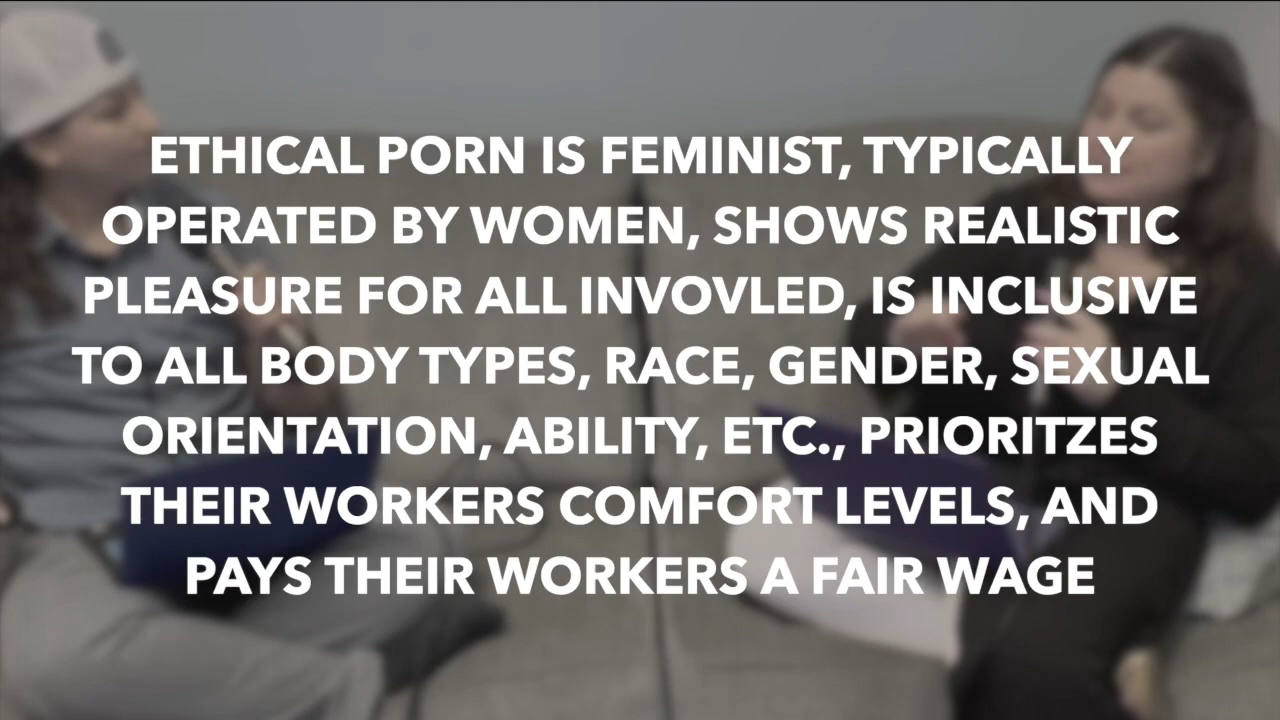 ETHICAL PORN IS FEMINIST, TYPICALLY
OPERATED BY WOMEN, SHOWS REALISTIC
PLEASURE FOR ALL INVOVLED, IS INCLUSIVE
TO ALL BODY TYPES, RACE, GENDER, SEXUAL
ORIENTATION, ABILITY, ETC., PRIORITZES
THEIR WORKERS COMFORT LEVELS, AND
PAYS THEIR WORKERS A FAIR WAGE